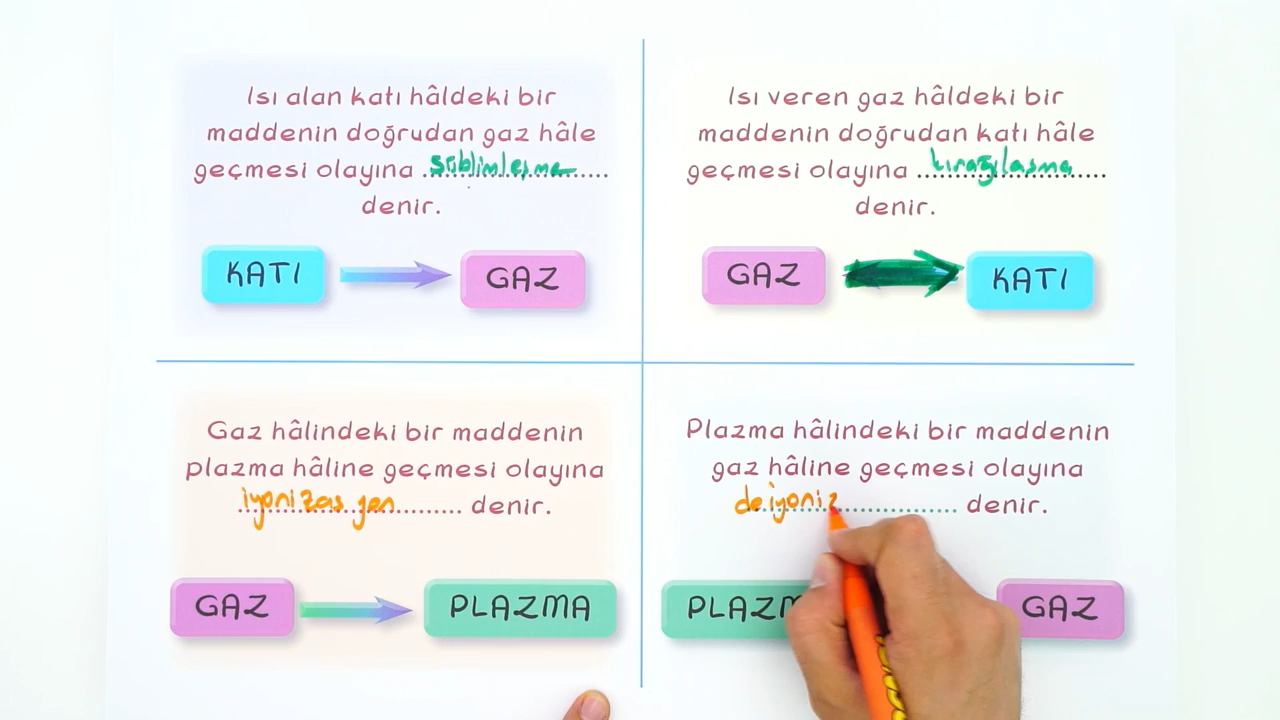 Isı alan katı hâldeki bir
maddenin doğrudan gaz hâle
geçmesi olayına süblimleşme
denir.
KATI GAZ
Isı veren gaz hâldeki bir
maddenin doğrudan katı hâle
geçmesi olayına kırağılaşma
denir.
GAZ KATI
Gaz hâlindeki bir maddenin
plazma hâline geçmesi olayına
iyonizasyon denir.
GAZ PLAZMA
Plazma hâlindeki bir maddenin
gaz hâline geçmesi olayına
deiyoniz denir.
PLAZM GAZ